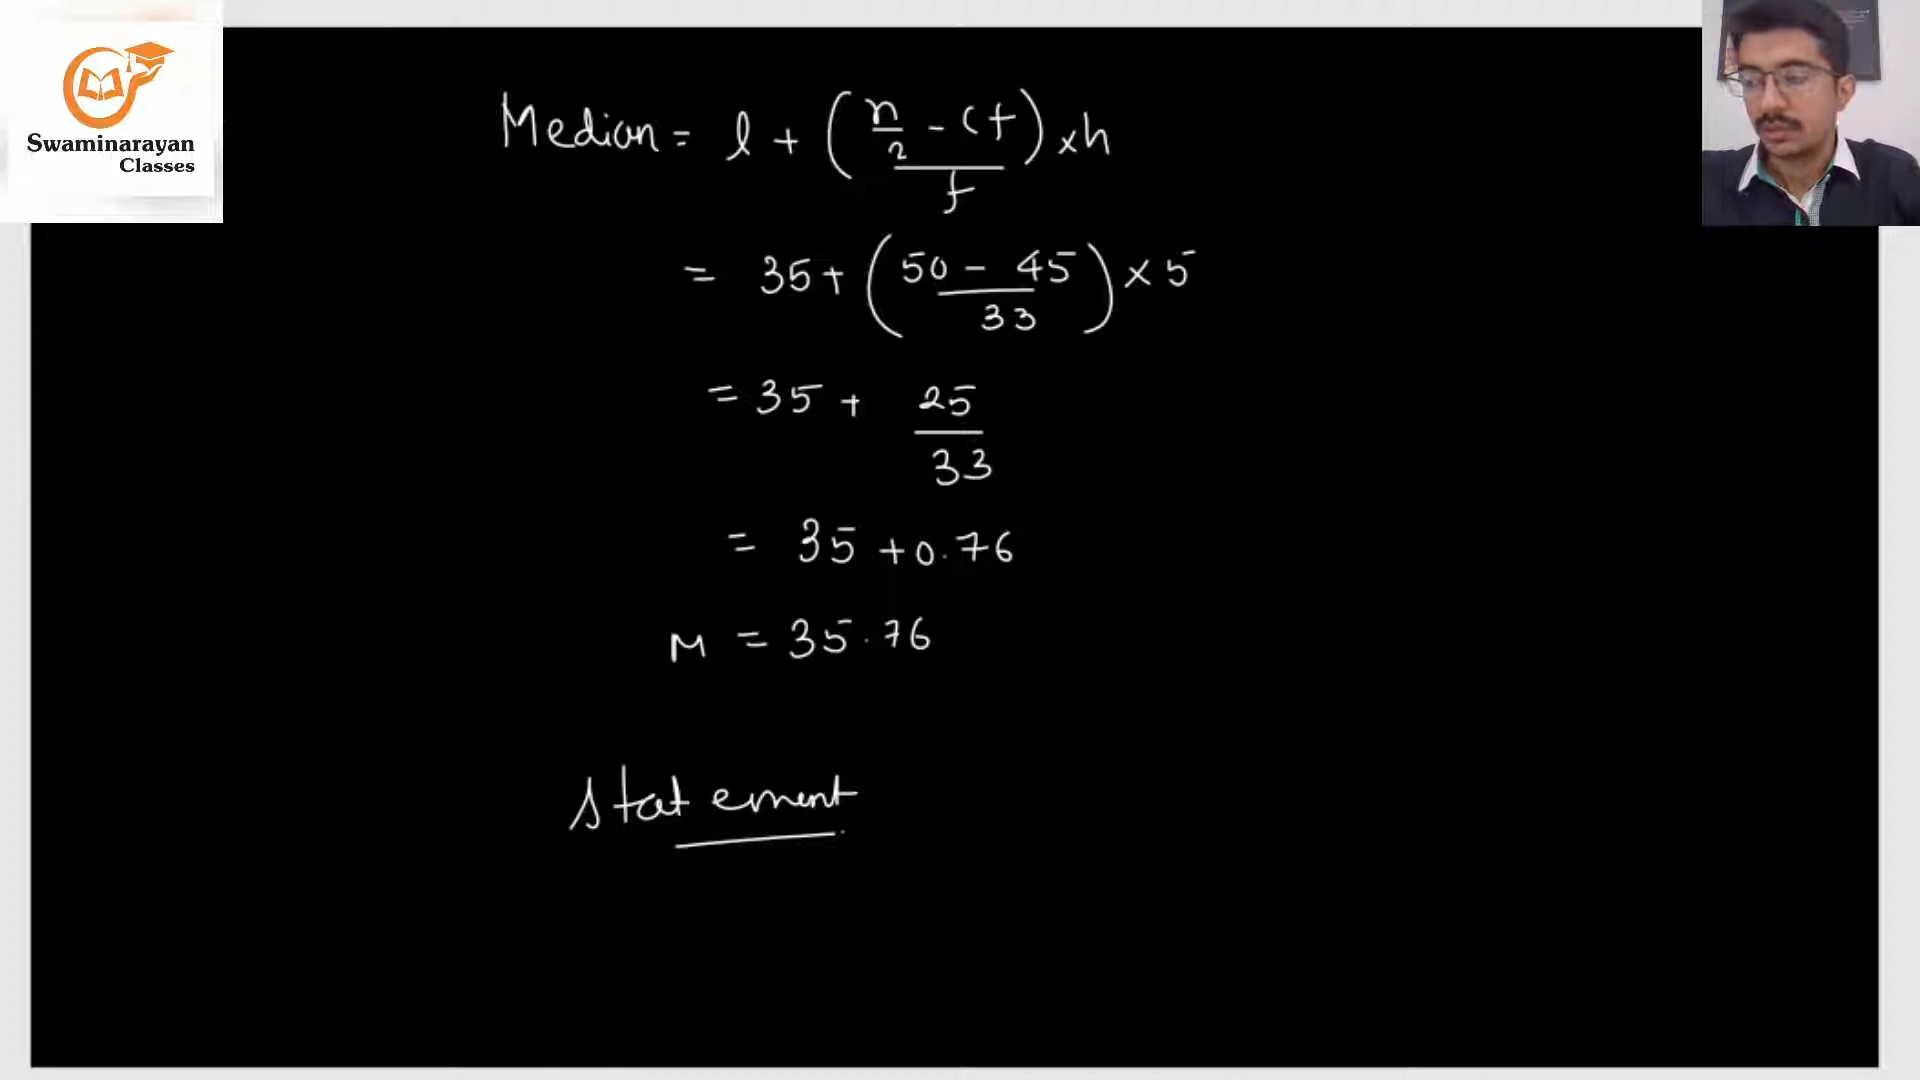 Swaminarayan
Classes
Median = l + (n/2 - cf / f) × h
= 35 + (50 - 45 / 33) × 5
= 35 + 25/33
= 35 + 0.76
M = 35.76
Statement